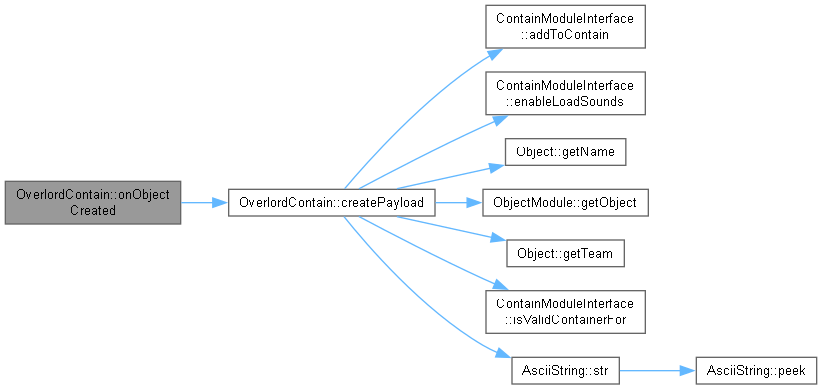 ContainModuleInterface
::addToContain
ContainModuleInterface
::enableLoadSounds
Object::getName
OverlordContain::onObject
Created
OverlordContain::createPayload
ObjectModule::getObject
Object::getTeam
ContainModuleInterface
::isValidContainerFor
AsciiString::str
AsciiString::peek